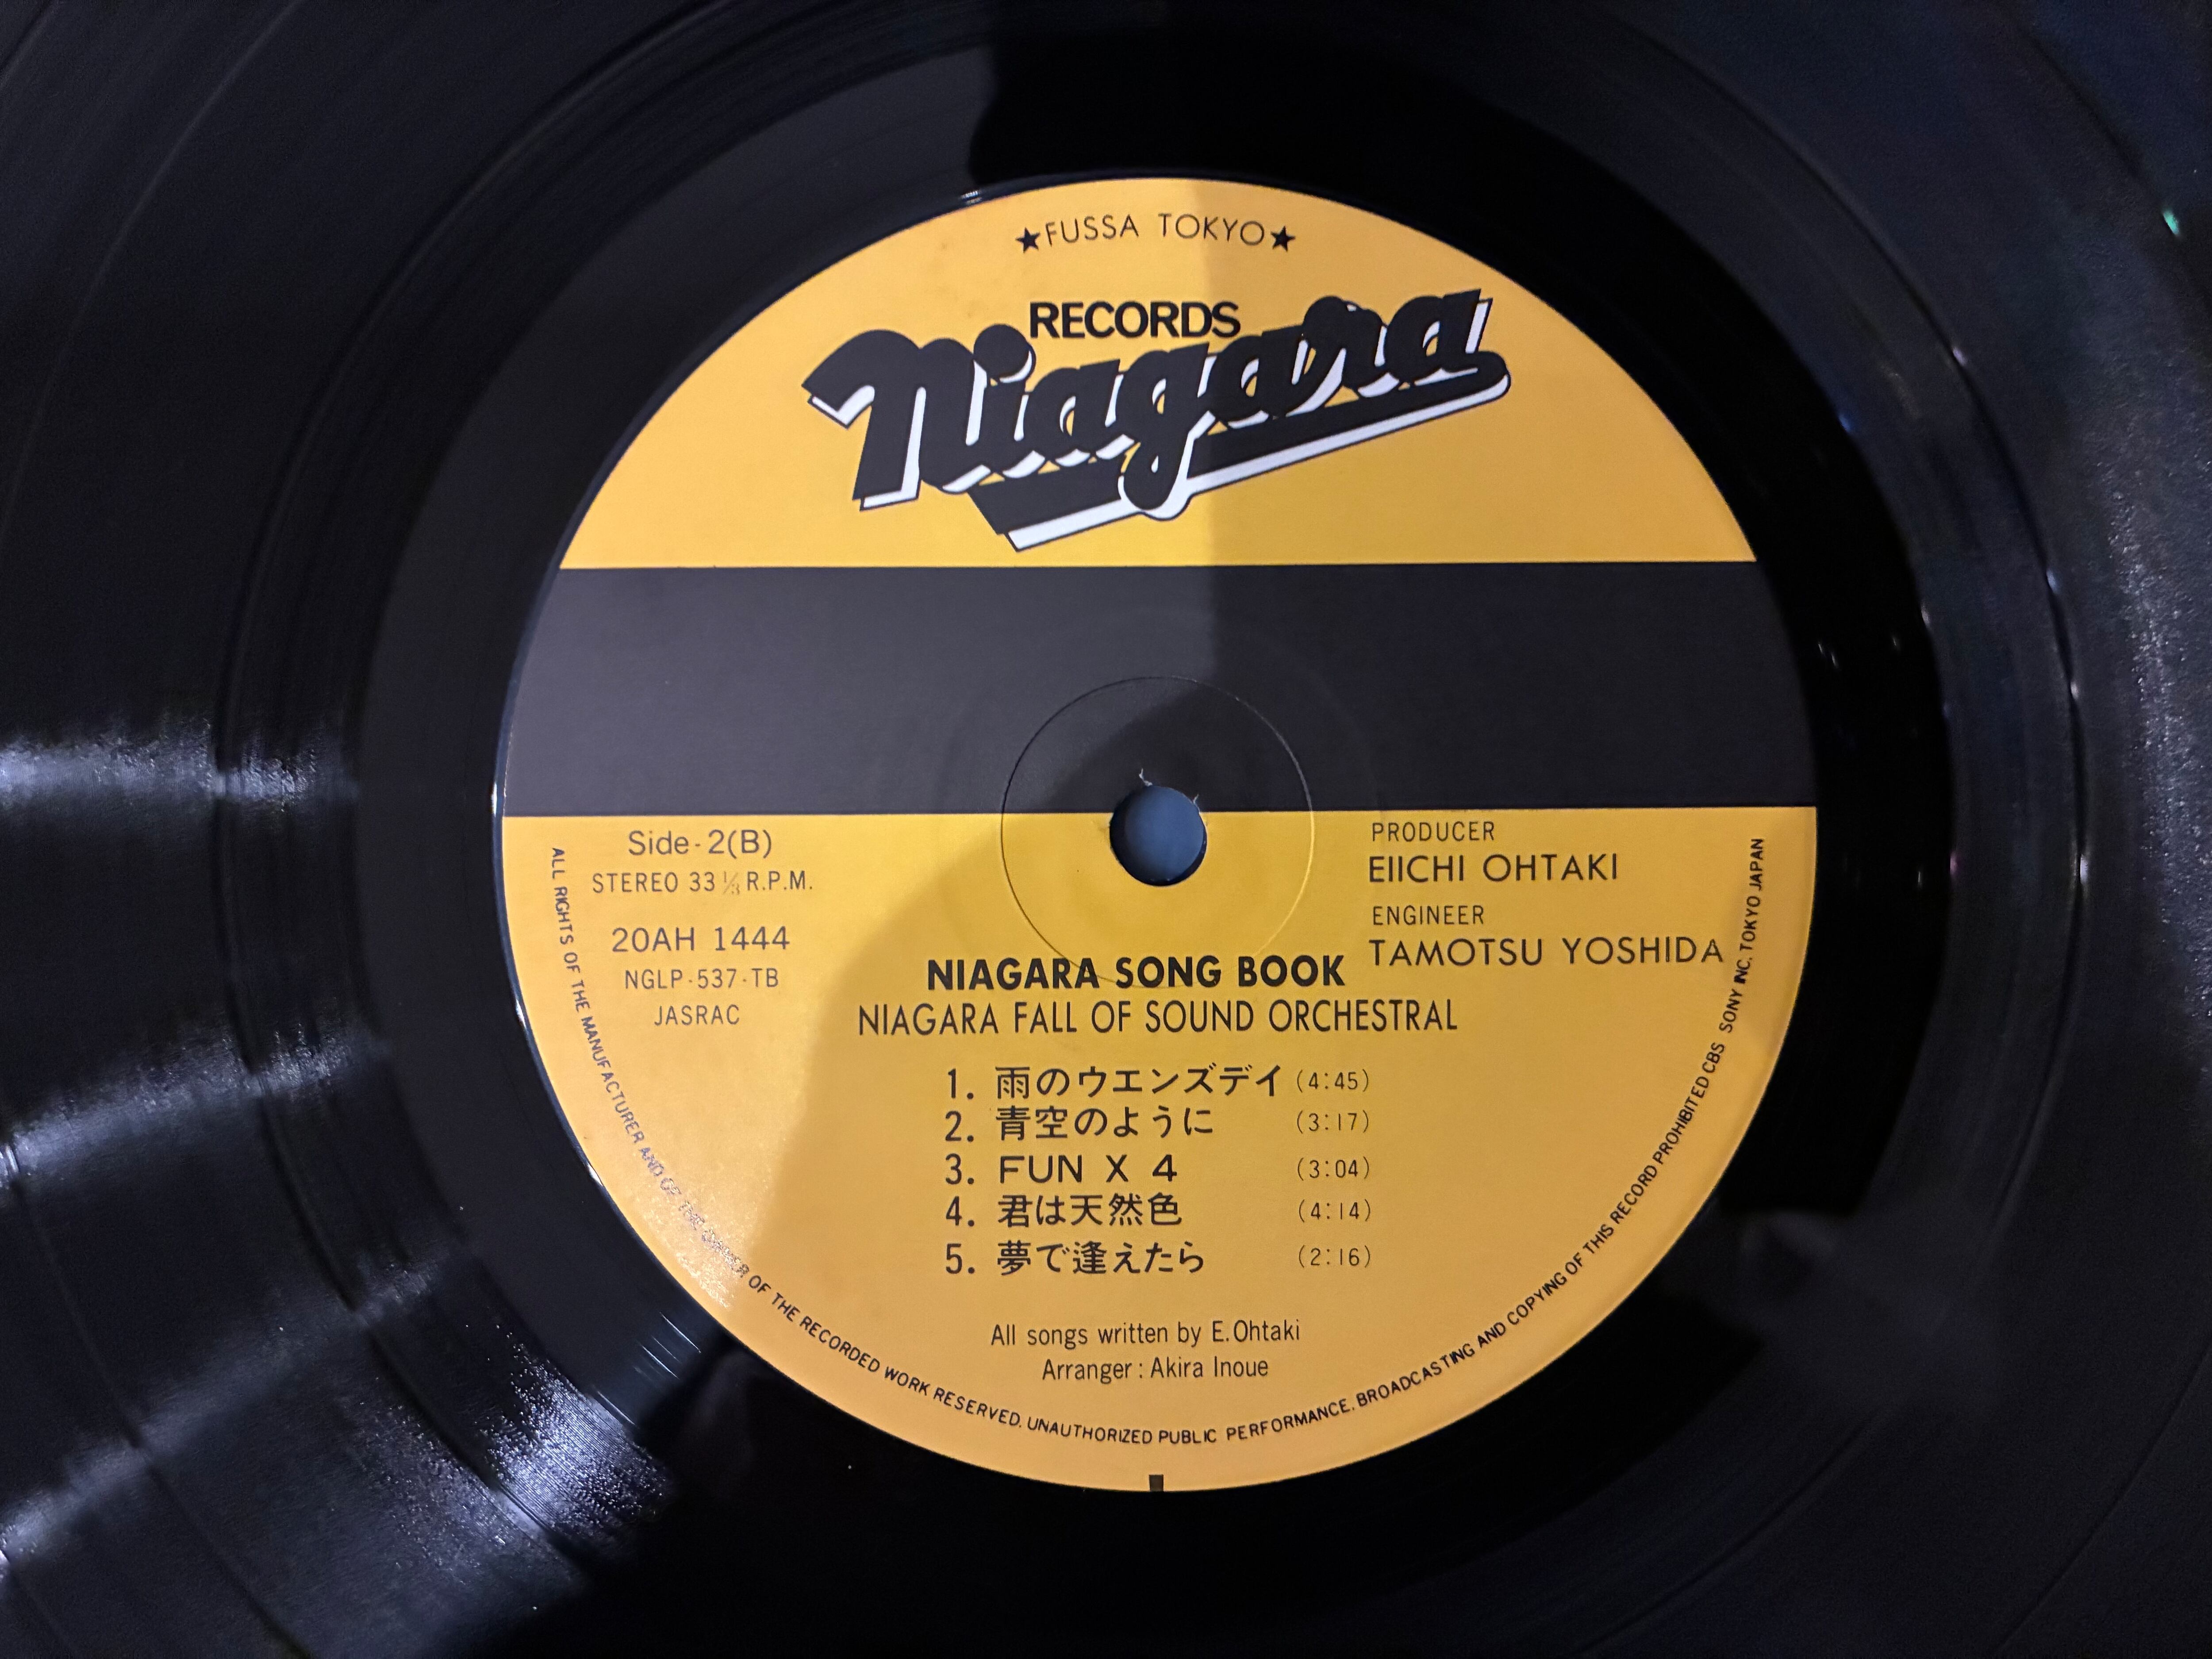 ★FUSSA TOKYO★
RECORDS
Niagara
Side-2(B)
STEREO 33 1/3 R.P.M.
20AH 1444
NGLP-537-TB
JASRAC
PRODUCER
EIICHI OHTAKI
ENGINEER
TAMOTSU YOSHIDA
NIAGARA SONG BOOK
NIAGARA FALL OF SOUND ORCHESTRAL
1. 雨のウエンズデイ (4:45)
2. 青空のように (3:17)
3. FUN X 4 (3:04)
4. 君は天然色 (4:14)
5. 夢で逢えたら (2:16)
All songs written by E.Ohtaki
Arranger : Akira Inoue
ALL RIGHTS OF THE MANUFACTURER AND OF THE OWNER OF THE RECORDED WORK RESERVED. UNAUTHORIZED PUBLIC PERFORMANCE. BROADCASTING AND COPYING OF THIS RECORD PROHIBITED CBS SONY INC. TOKYO JAPAN